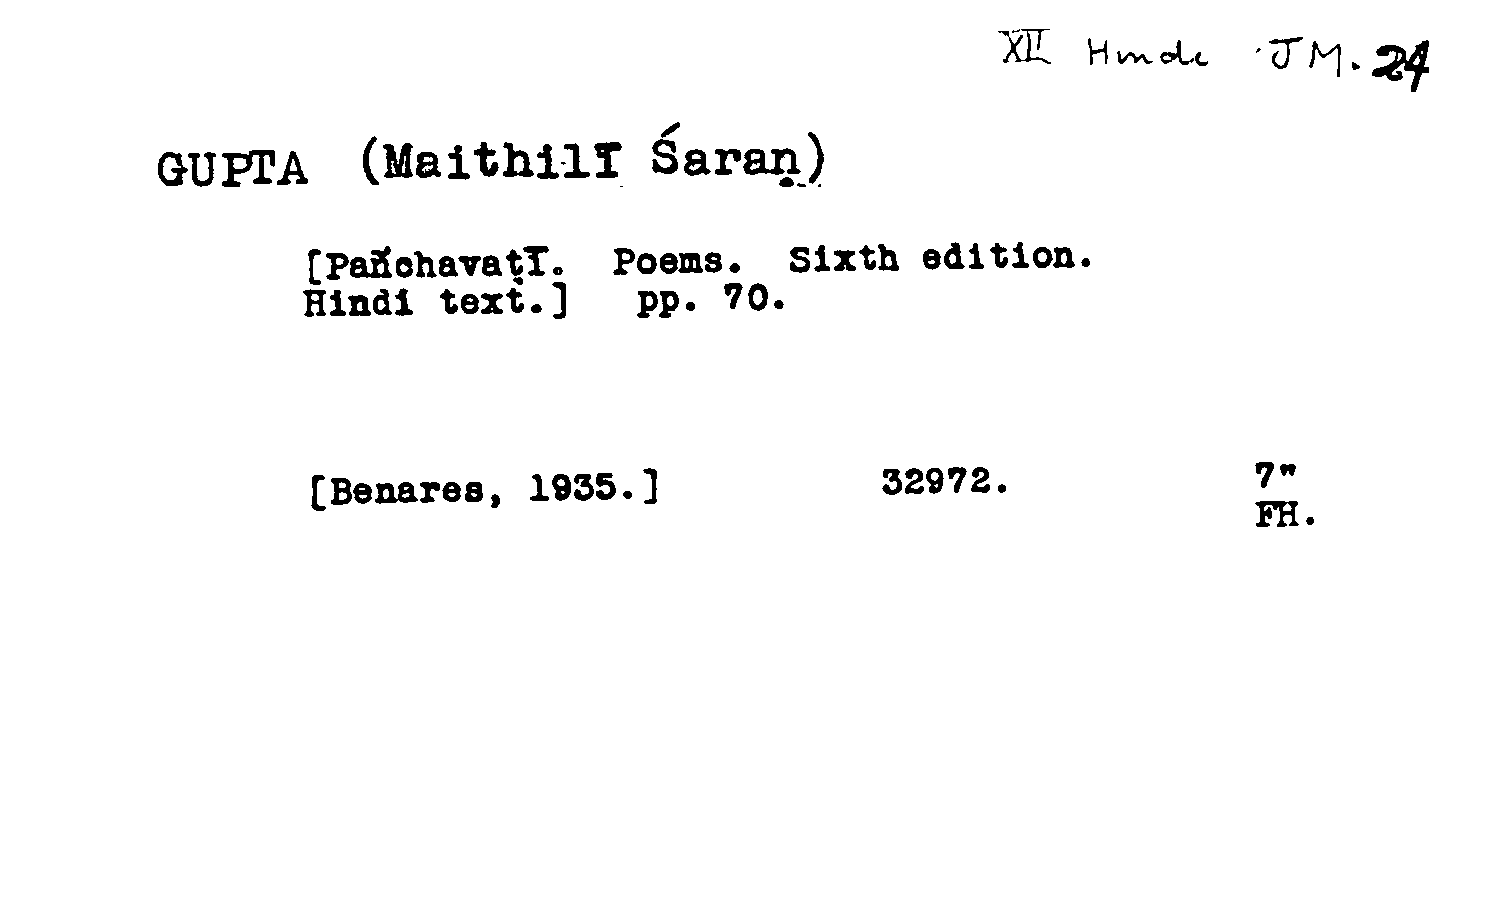 XII Hindi J M. 24
GUPTA (Maithilī Śaraṇ)
[Pañchavaṭī. Poems. Sixth edition.
Hindi text.] pp. 70.
[Benares, 1935.] 32972. 7"
FH.